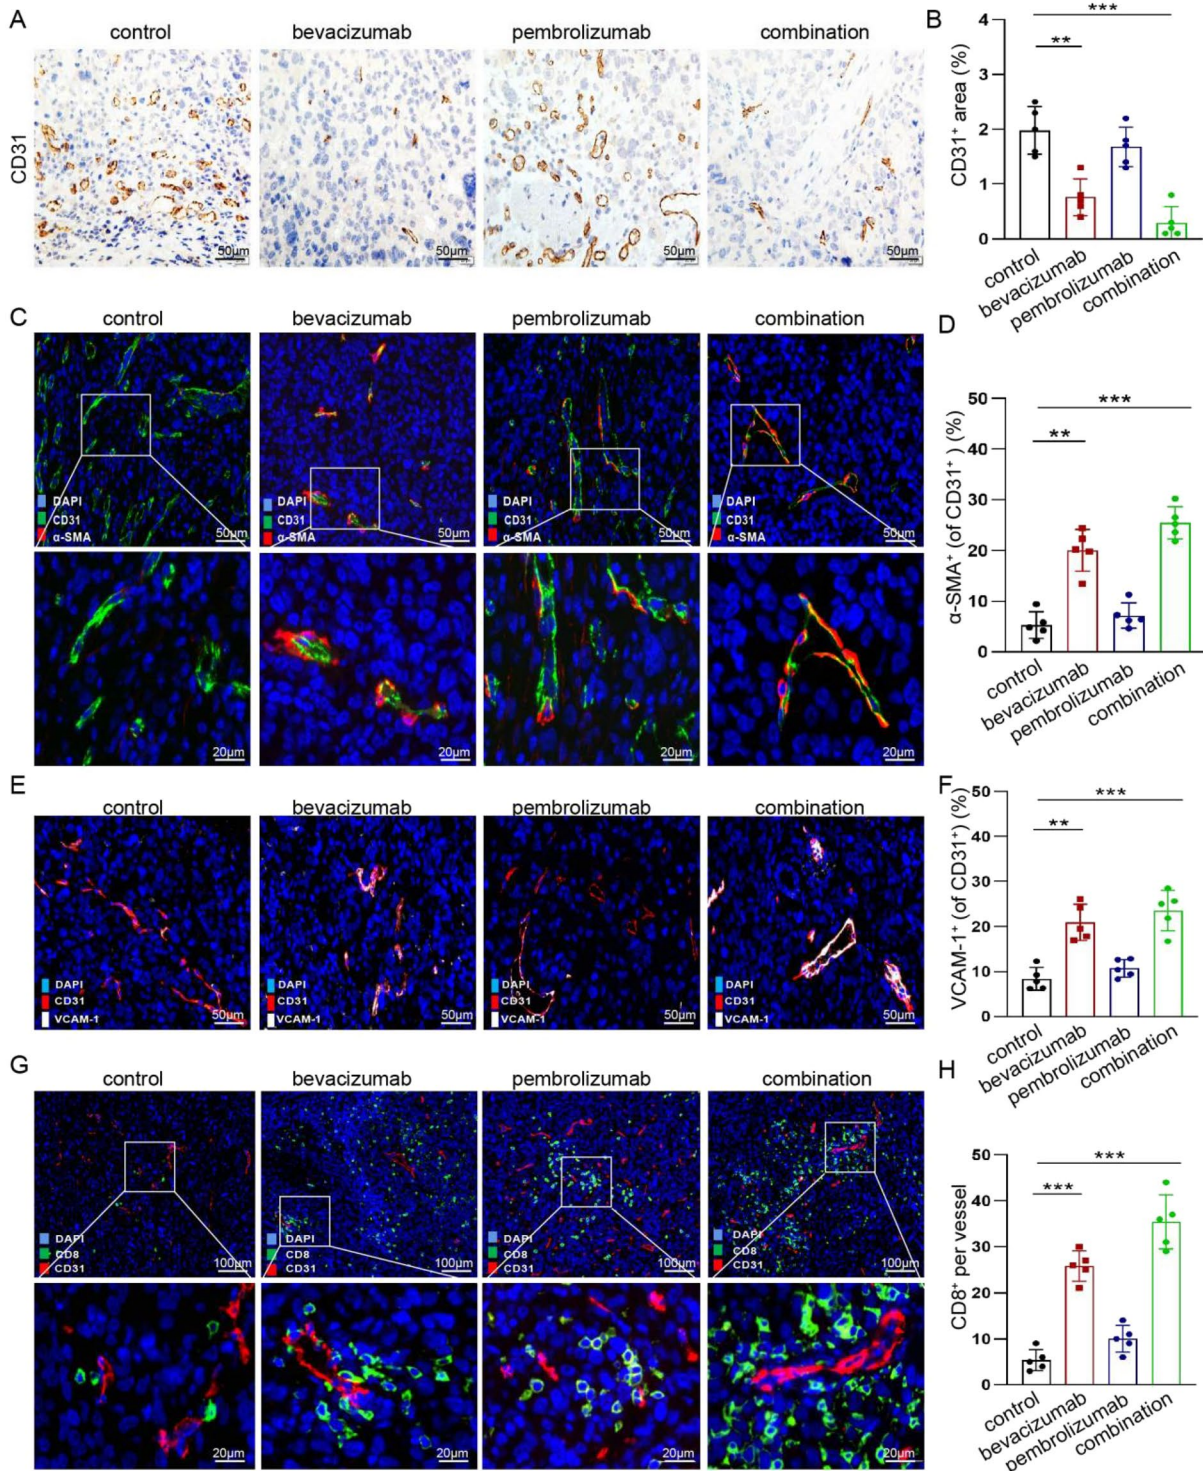 A
control
bevacizumab
pembrolizumab
combination
CD31
50μm
50μm
50μm
50μm
B
***
**
CD31⁺ area (%)
4
3
2
1
0
control
bevacizumab
pembrolizumab
combination
C
control
bevacizumab
pembrolizumab
combination
DAPI
CD31
α-SMA
50μm
DAPI
CD31
α-SMA
50μm
DAPI
CD31
α-SMA
50μm
DAPI
CD31
α-SMA
50μm
20μm
20μm
20μm
20μm
D
***
**
α-SMA⁺ (of CD31⁺ ) (%)
50
40
30
20
10
0
control
bevacizumab
pembrolizumab
combination
E
control
bevacizumab
pembrolizumab
combination
DAPI
CD31
VCAM-1
50μm
DAPI
CD31
VCAM-1
50μm
DAPI
CD31
VCAM-1
50μm
DAPI
CD31
VCAM-1
50μm
F
***
**
VCAM-1⁺ (of CD31⁺) (%)
50
40
30
20
10
0
control
bevacizumab
pembrolizumab
combination
G
control
bevacizumab
pembrolizumab
combination
DAPI
CD8
CD31
100μm
DAPI
CD8
CD31
100μm
DAPI
CD8
CD31
100μm
DAPI
CD8
CD31
100μm
20μm
20μm
20μm
20μm
H
***
***
CD8⁺ per vessel
50
40
30
20
10
0
control
bevacizumab
pembrolizumab
combination